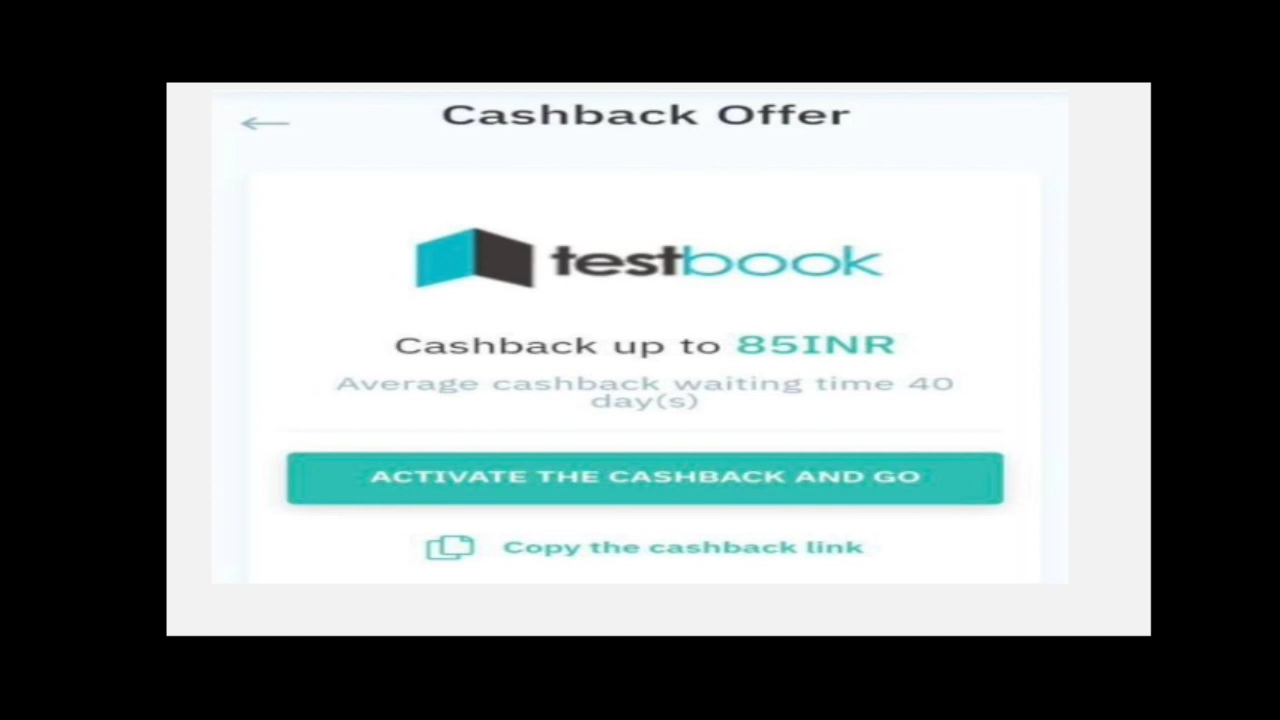 Cashback Offer
testbook
Cashback up to 85INR
Average cashback waiting time 40
day(s)
ACTIVATE THE CASHBACK AND GO
Copy the cashback link